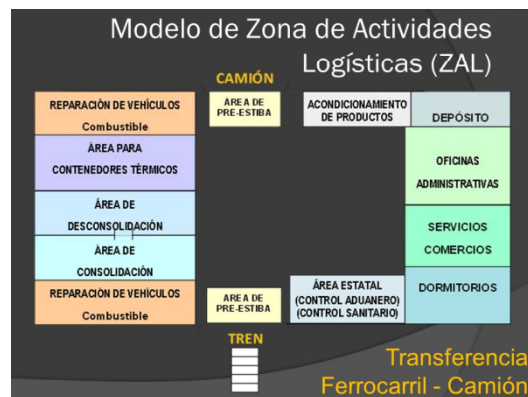 Modelo de Zona de Actividades
Logísticas (ZAL)
CAMIÓN
REPARACIÓN DE VEHÍCULOS
Combustible
ÁREA DE
PRE-ESTIBA
ACONDICIONAMIENTO
DE PRODUCTOS
DEPÓSITO
ÁREA PARA
CONTENEDORES TÉRMICOS
OFICINAS
ADMINISTRATIVAS
ÁREA DE
DESCONSOLIDACIÓN
SERVICIOS
COMERCIOS
ÁREA DE
CONSOLIDACIÓN
REPARACIÓN DE VEHÍCULOS
Combustible
AREA DE
PRE-ESTIBA
ÁREA ESTATAL
(CONTROL ADUANERO)
(CONTROL SANITARIO)
DORMITORIOS
TREN
Transferencia
Ferrocarril - Camión